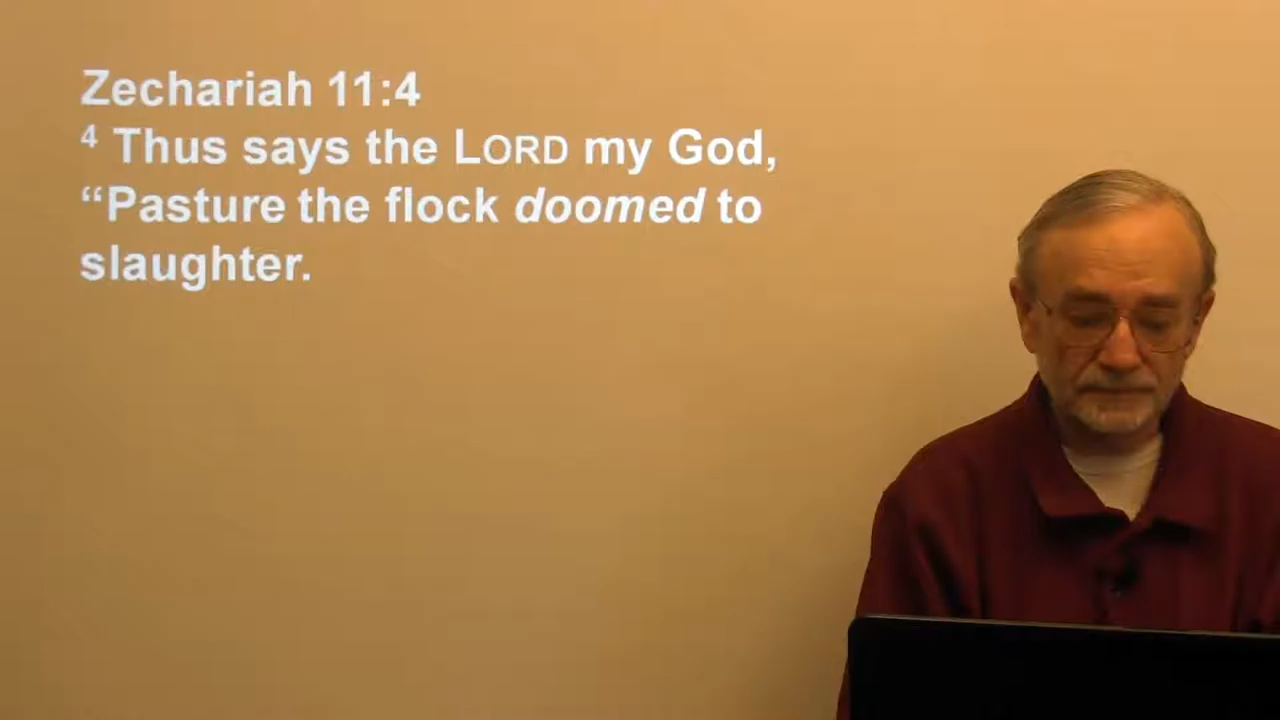 Zechariah 11:4
4 Thus says the LORD my God,
“Pasture the flock doomed to
slaughter.